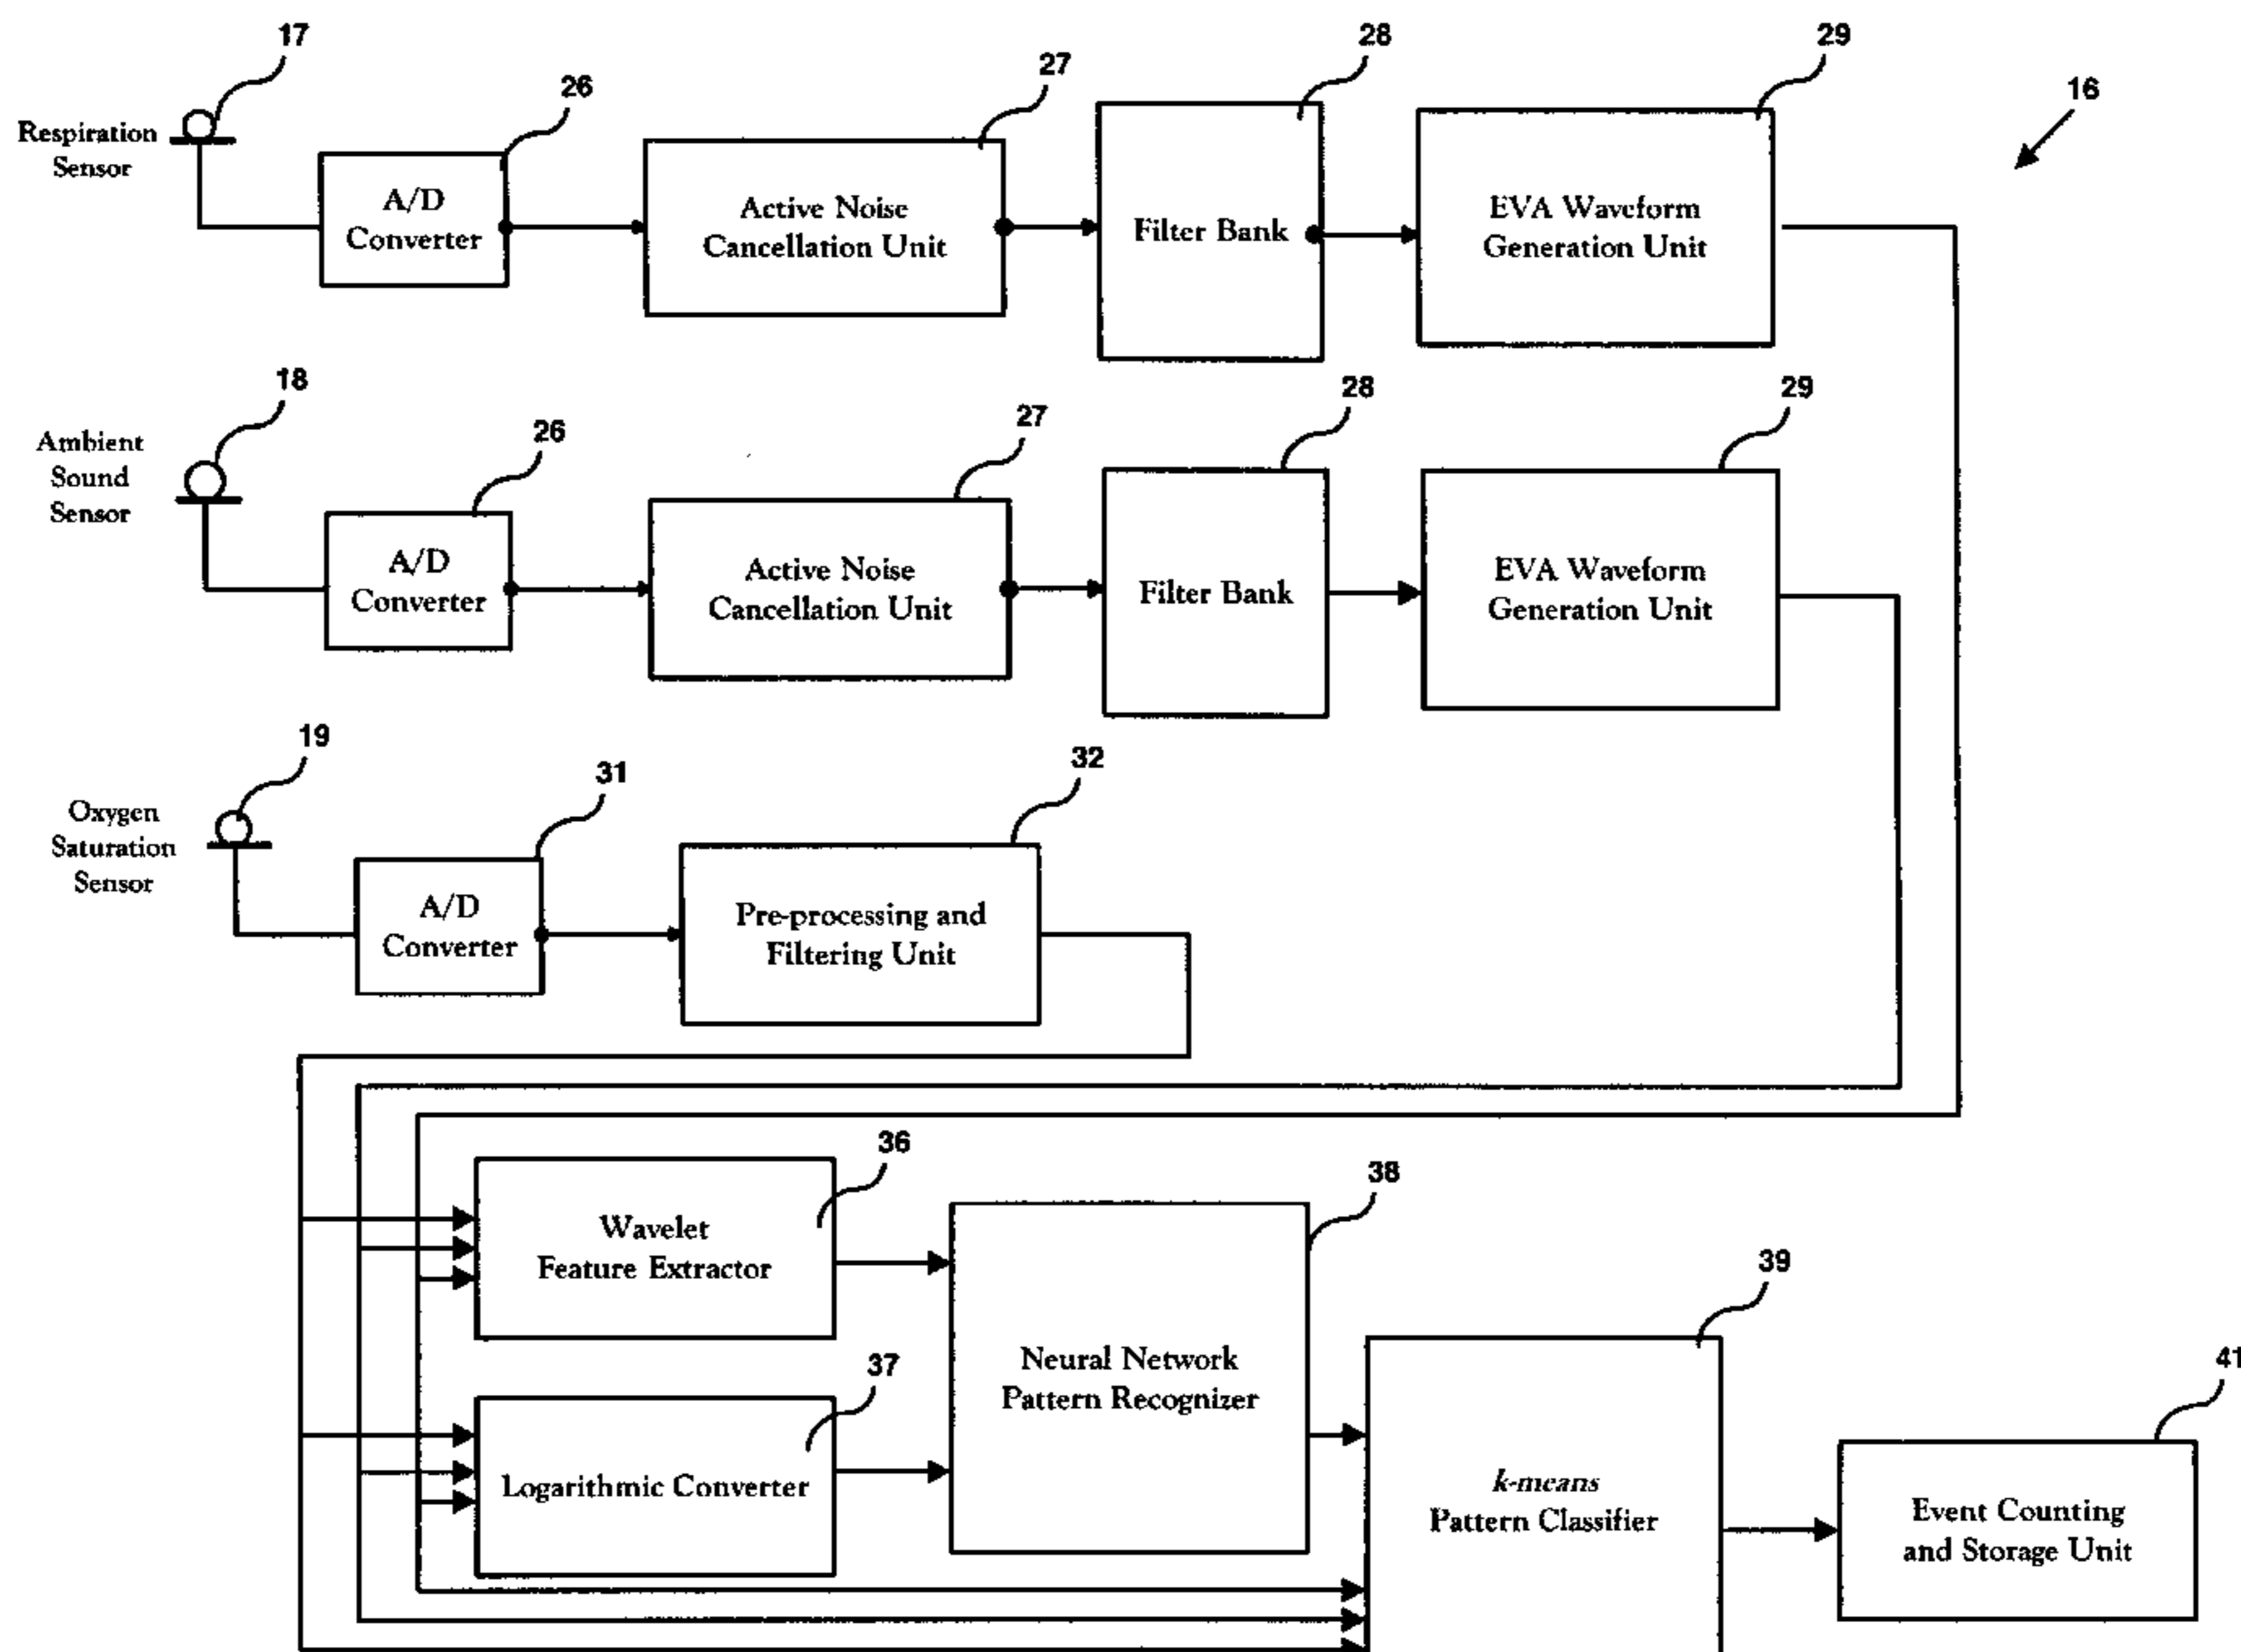 17
26
27
28
29
16
Respiration
Sensor
A/D
Converter
Active Noise
Cancellation Unit
Filter Bank
EVA Waveform
Generation Unit
18
26
27
28
29
Ambient
Sound
Sensor
A/D
Converter
Active Noise
Cancellation Unit
Filter Bank
EVA Waveform
Generation Unit
19
31
32
Oxygen
Saturation
Sensor
A/D
Converter
Pre-processing and
Filtering Unit
36
38
Wavelet
Feature Extractor
39
37
41
Neural Network
Pattern Recognizer
Logarithmic Converter
k-means
Pattern Classifier
Event Counting
and Storage Unit